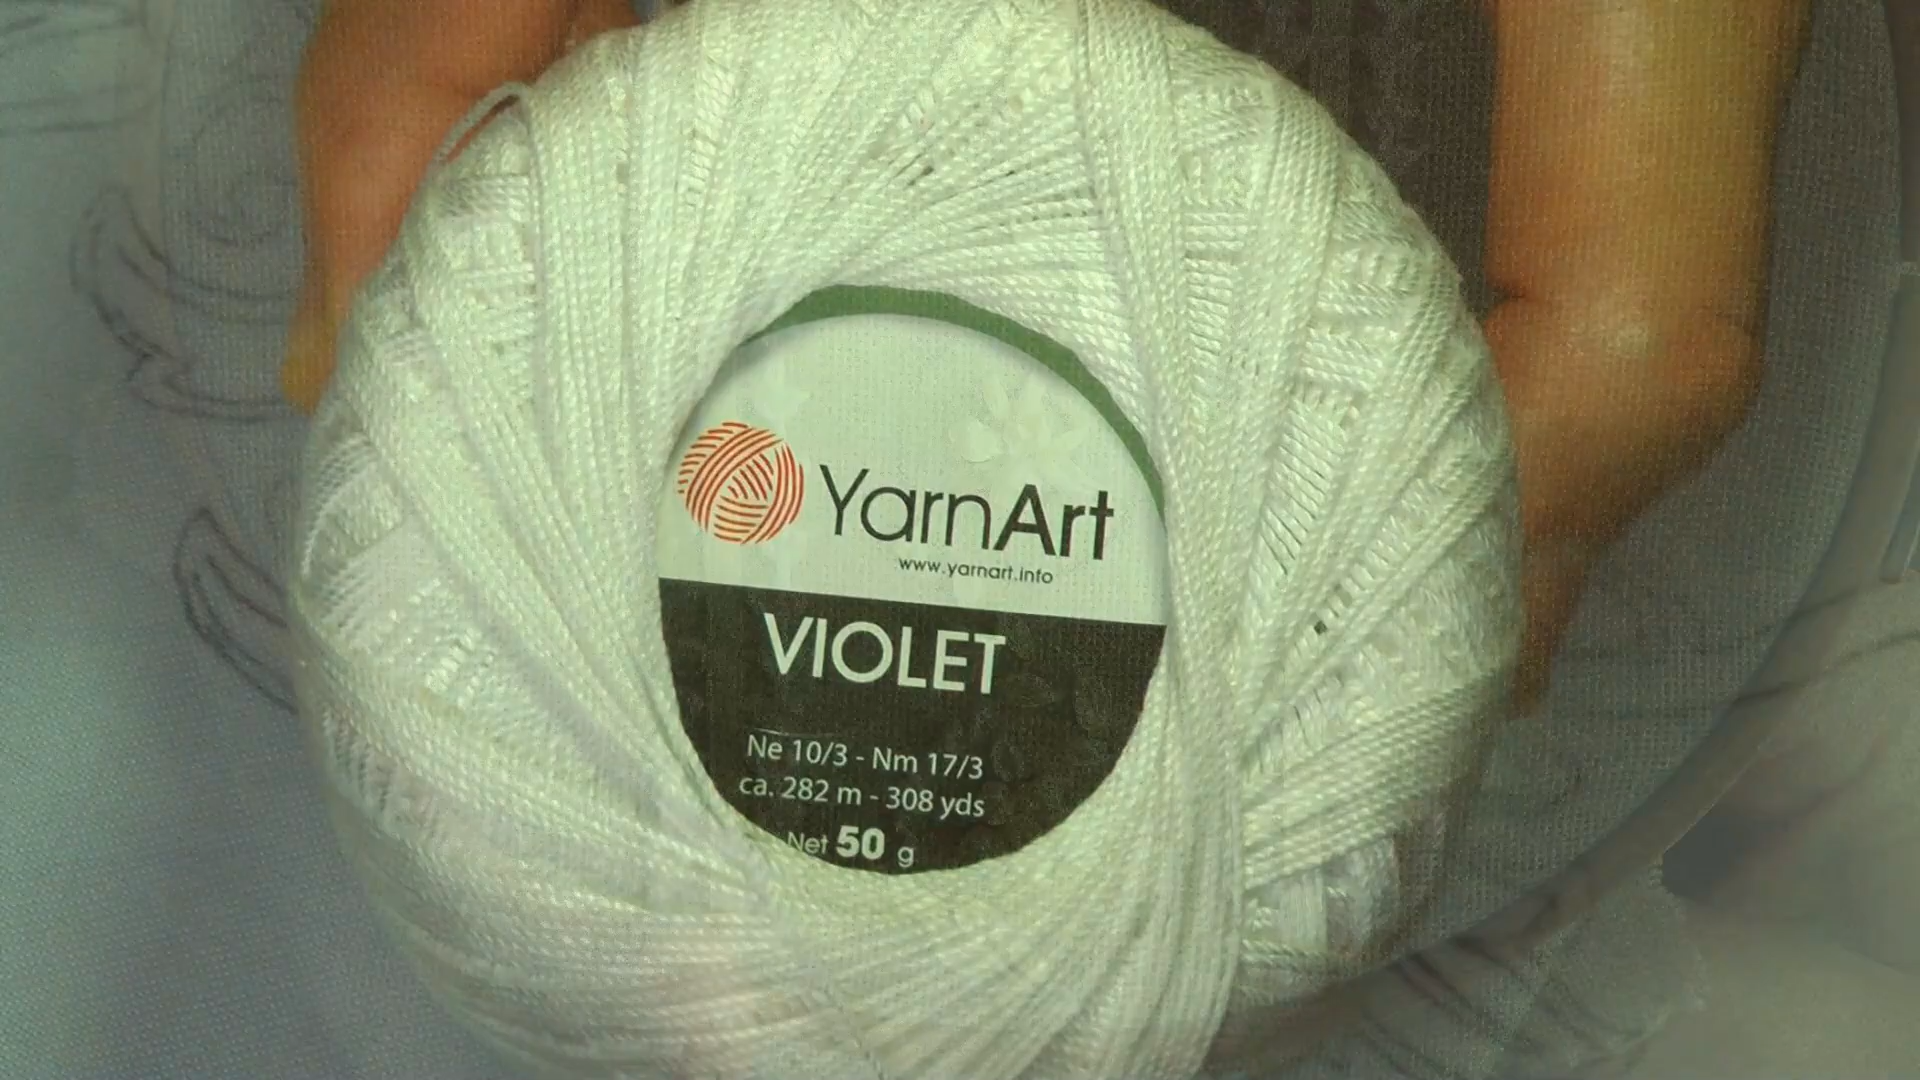 YarnArt
www.yarnart.info
VIOLET
Ne 10/3 - Nm 17/3
ca. 282 m - 308 yds
Net 50 g